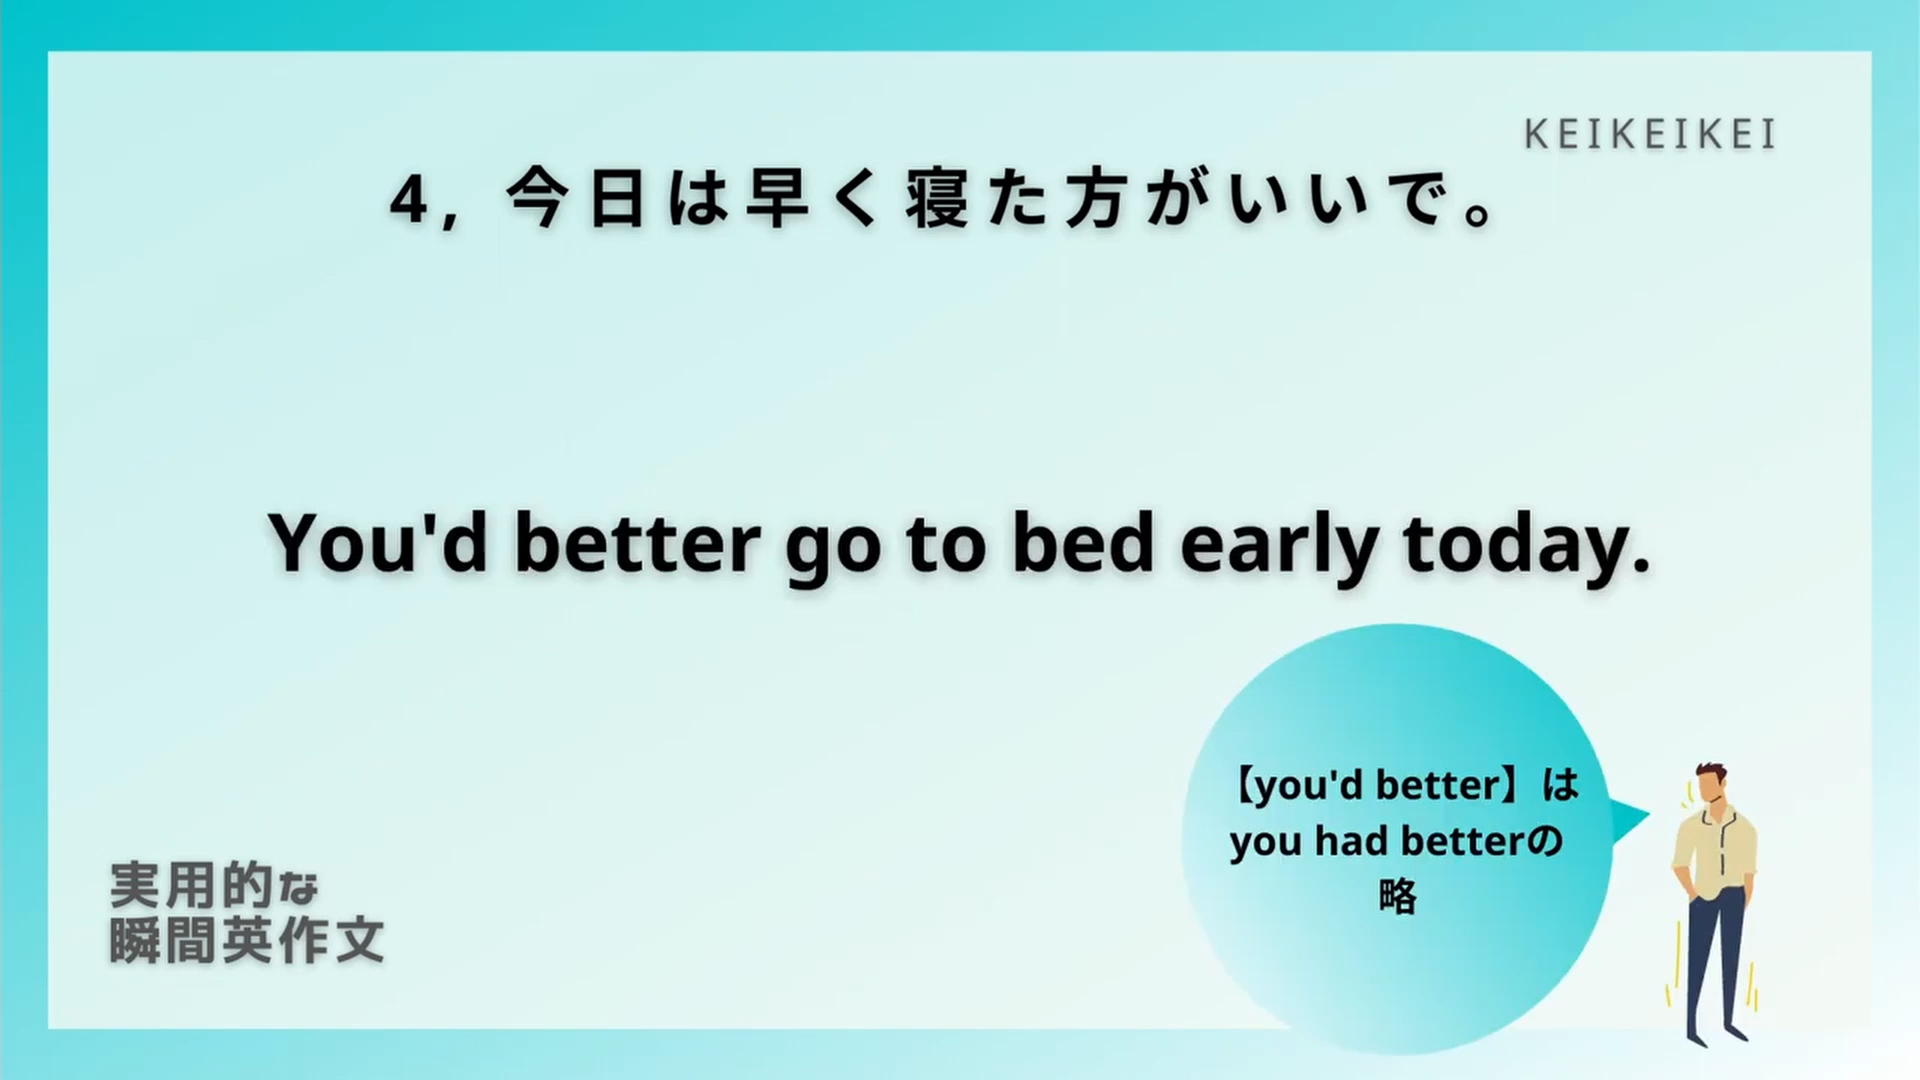 KEIKEIKEI
4, 今日は早く寝た方がいいで。
You'd better go to bed early today.
【you'd better】は
you had betterの
略
実用的な
瞬間英作文